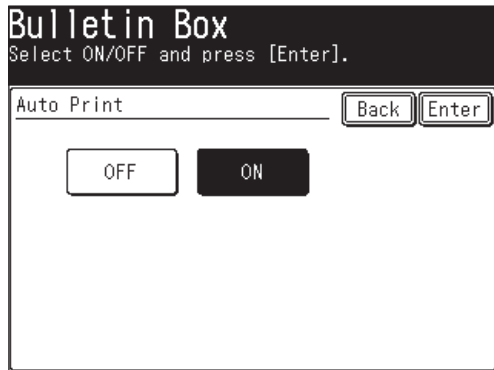 Bulletin Box
Select ON/OFF and press [Enter].
Auto Print
Back Enter
OFF ON